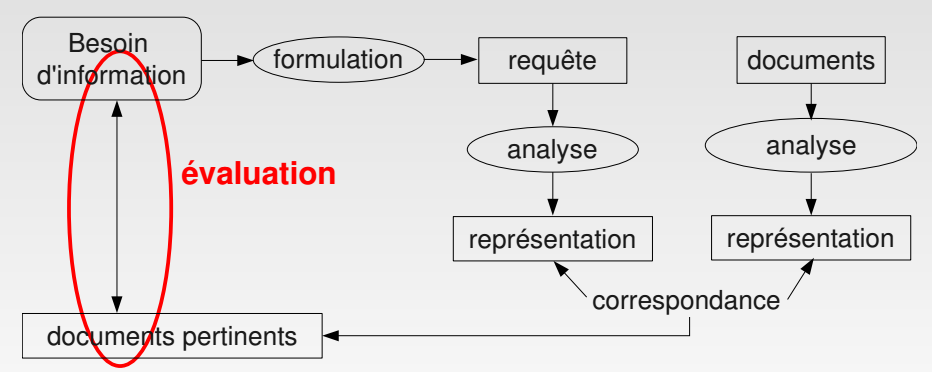 Besoin
d'information
formulation
requête
documents
analyse
analyse
évaluation
représentation
représentation
correspondance
documents pertinents